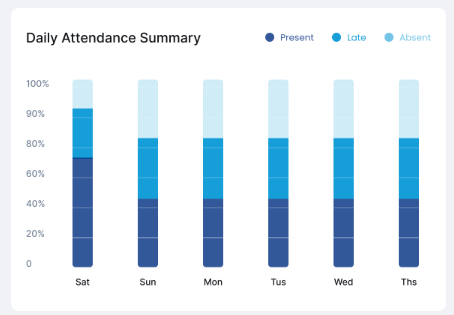 Daily Attendance Summary
Present Late Absent
100%
90%
80%
60%
40%
20%
0
Sat Sun Mon Tus Wed Ths